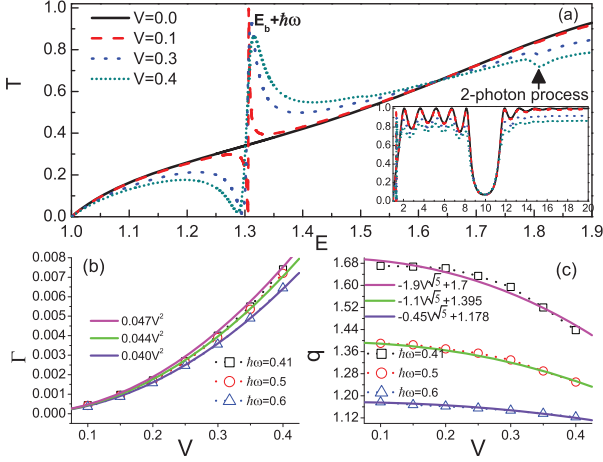 (a)
V=0.0
V=0.1
V=0.3
V=0.4
E_b+ℏω
2-photon process
T
1.0
0.8
0.6
0.4
0.2
0.0
1.0 1.1 1.2 1.3 1.4 1.5 1.6 1.7 1.8 1.9
E
1.0
0.8
0.6
0.4
0.2
0.0
2 4 6 8 10 12 14 16 18 20
(b)
0.008
0.007
0.006
0.005
0.004
0.003
0.002
0.001
0.000
Γ
0.047V²
0.044V²
0.040V²
ℏω=0.41
ℏω=0.5
ℏω=0.6
0.1 0.2 0.3 0.4
V
(c)
1.68
1.60
1.52
1.44
1.36
1.28
1.20
1.12
q
-1.9V^√5+1.7
-1.1V^√5+1.395
-0.45V^√5+1.178
ℏω=0.41
ℏω=0.5
ℏω=0.6
0.1 0.2 0.3 0.4
V